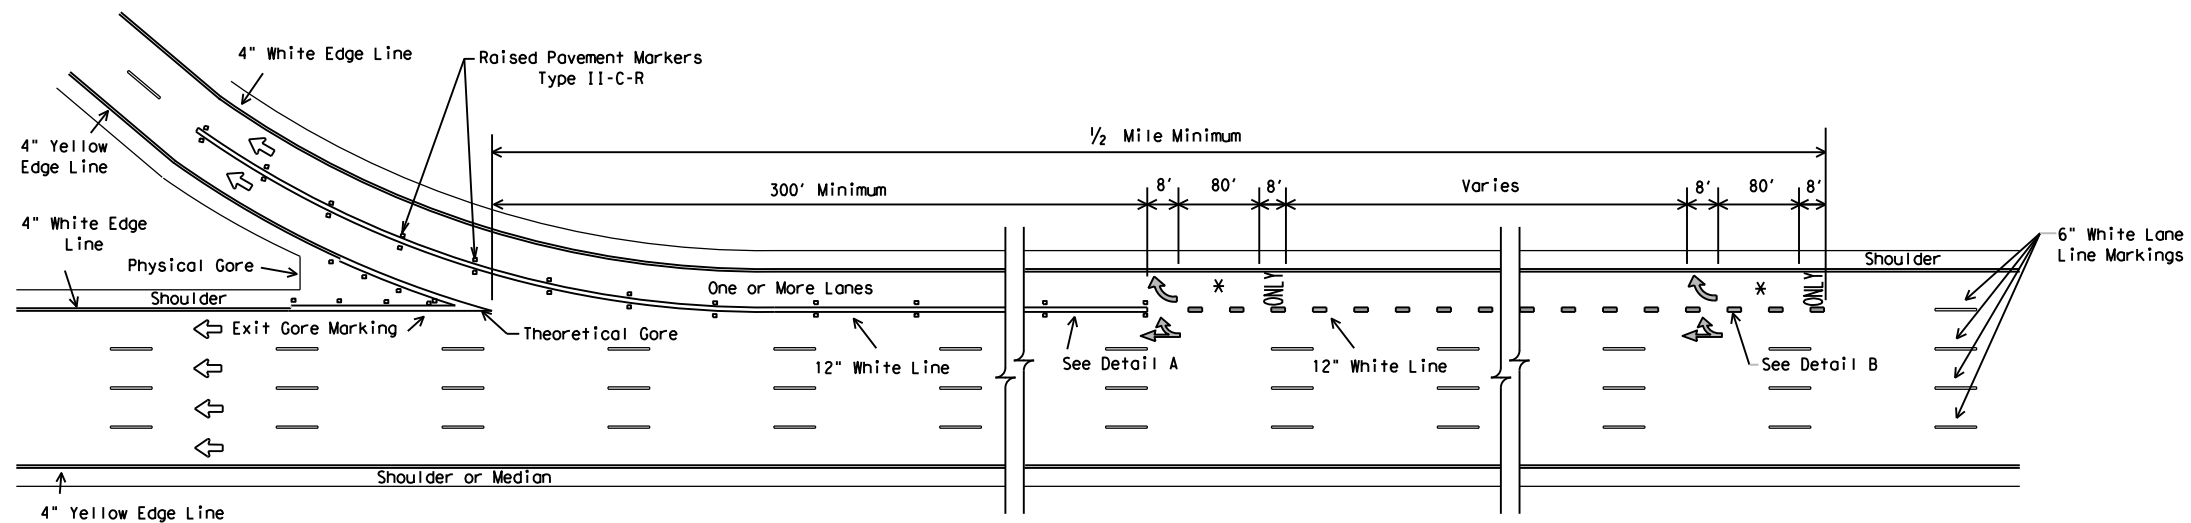 4" White Edge Line
Raised Pavement Markers
Type II-C-R
½ Mile Minimum
4" Yellow
Edge Line
300' Minimum
8'
80'
8'
Varies
8'
80'
8'
4" White Edge
Line
6" White Lane
Line Markings
Physical Gore
Shoulder
Shoulder
One or More Lanes
*
ONLY
*
ONLY
Exit Gore Marking
Theoretical Gore
12" White Line
See Detail A
12" White Line
See Detail B
Shoulder or Median
4" Yellow Edge Line